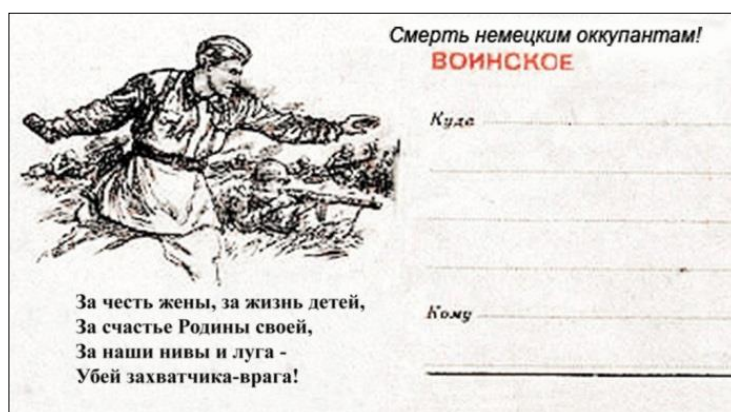 Смерть немецким оккупантам!
ВОИНСКОЕ
Куда
Кому
За честь жены, за жизнь детей,
За счастье Родины своей,
За наши нивы и луга -
Убей захватчика-врага!